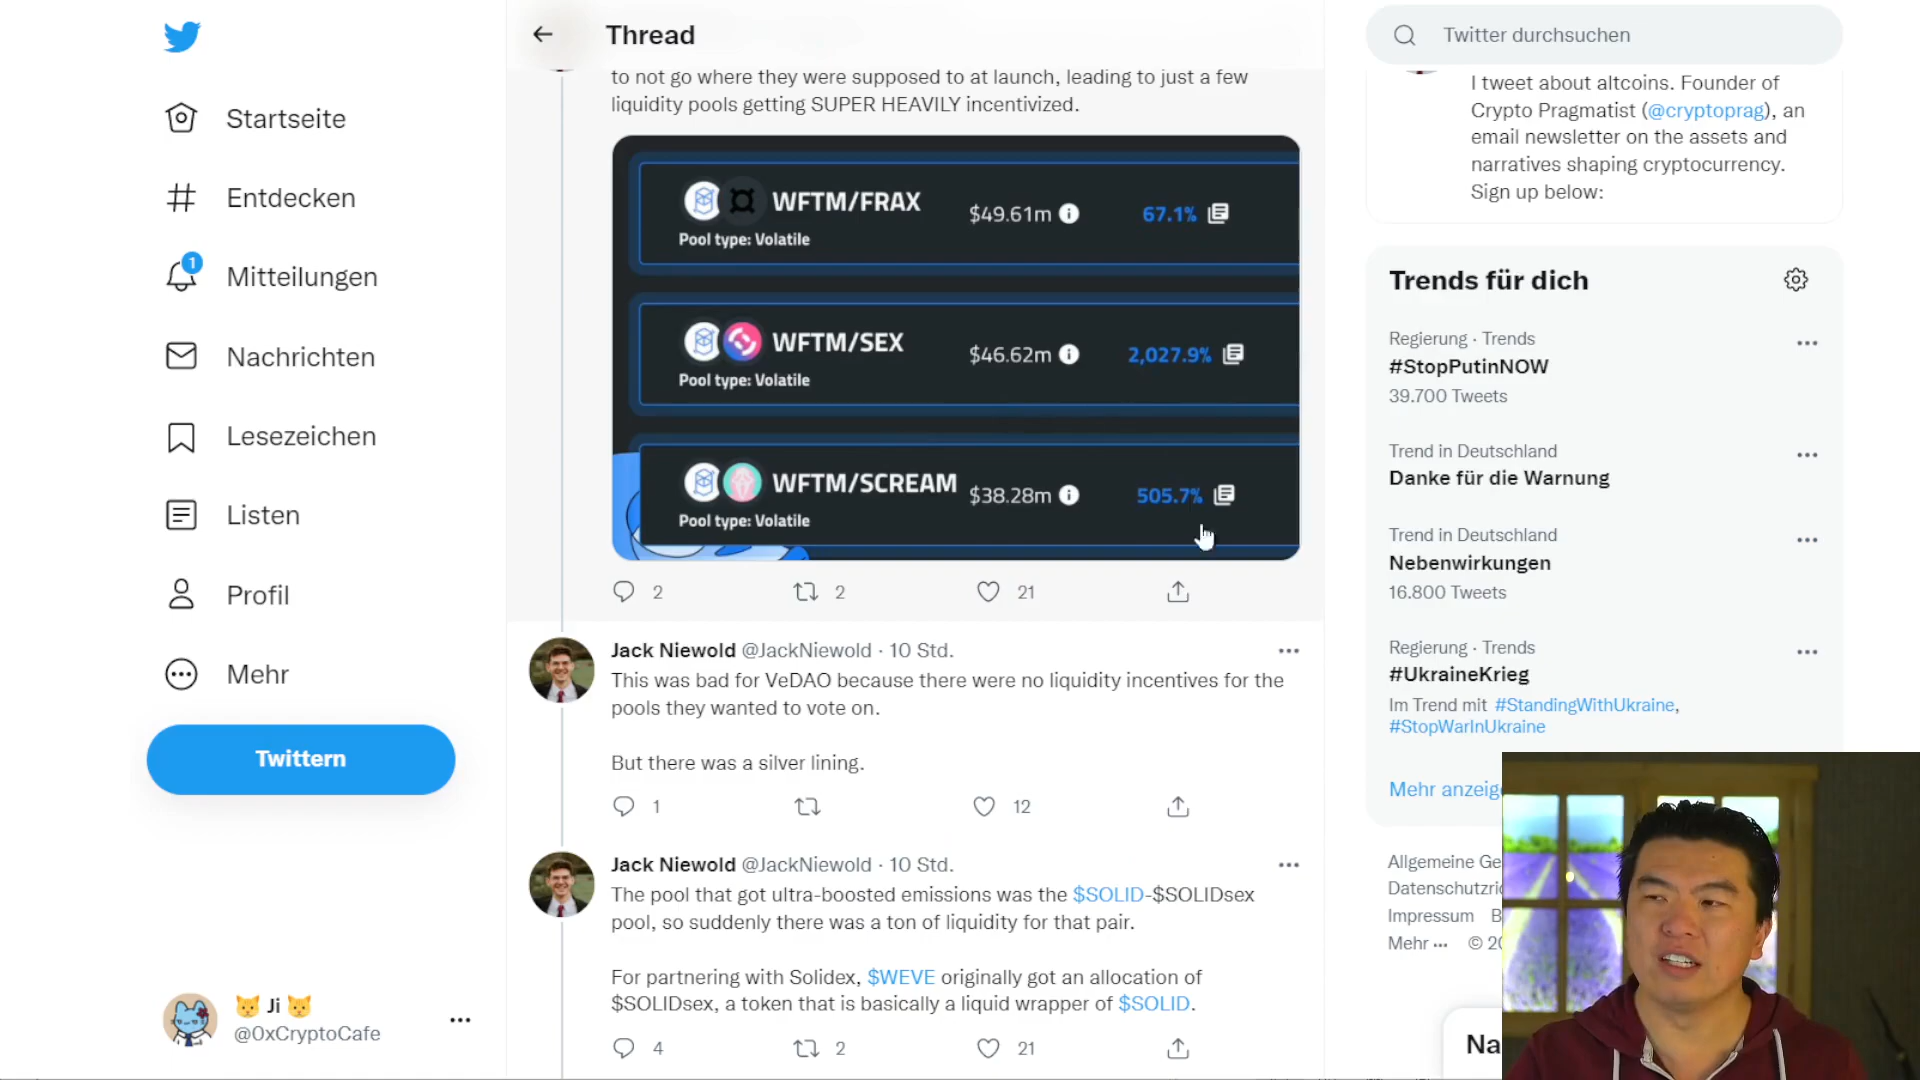 Startseite
Entdecken
1
Mitteilungen
Nachrichten
Lesezeichen
Listen
Profil
Mehr
Twittern
Ji
@0xCryptoCafe
Thread
to not go where they were supposed to at launch, leading to just a few
liquidity pools getting SUPER HEAVILY incentivized.
WFTM/FRAX
$49.61m
67.1%
Pool type: Volatile
WFTM/SEX
$46.62m
2,027.9%
Pool type: Volatile
WFTM/SCREAM
$38.28m
505.7%
Pool type: Volatile
2 2 21
Jack Niewold @JackNiewold · 10 Std.
This was bad for VeDAO because there were no liquidity incentives for the
pools they wanted to vote on.
But there was a silver lining.
1 12
Jack Niewold @JackNiewold · 10 Std.
The pool that got ultra-boosted emissions was the $SOLID-$SOLIDsex
pool, so suddenly there was a ton of liquidity for that pair.
For partnering with Solidex, $WEVE originally got an allocation of
$SOLIDsex, a token that is basically a liquid wrapper of $SOLID.
4 2 21
Twitter durchsuchen
I tweet about altcoins. Founder of
Crypto Pragmatist (@cryptoprag), an
email newsletter on the assets and
narratives shaping cryptocurrency.
Sign up below:
Trends für dich
Regierung · Trends
#StopPutinNOW
39.700 Tweets
Trend in Deutschland
Danke für die Warnung
Trend in Deutschland
Nebenwirkungen
16.800 Tweets
Regierung · Trends
#UkraineKrieg
Im Trend mit #StandingWithUkraine,
#StopWarInUkraine
Mehr anzeig
Allgemeine Ge
Datenschutzri
Impressum B
Mehr ··· © 20
Na